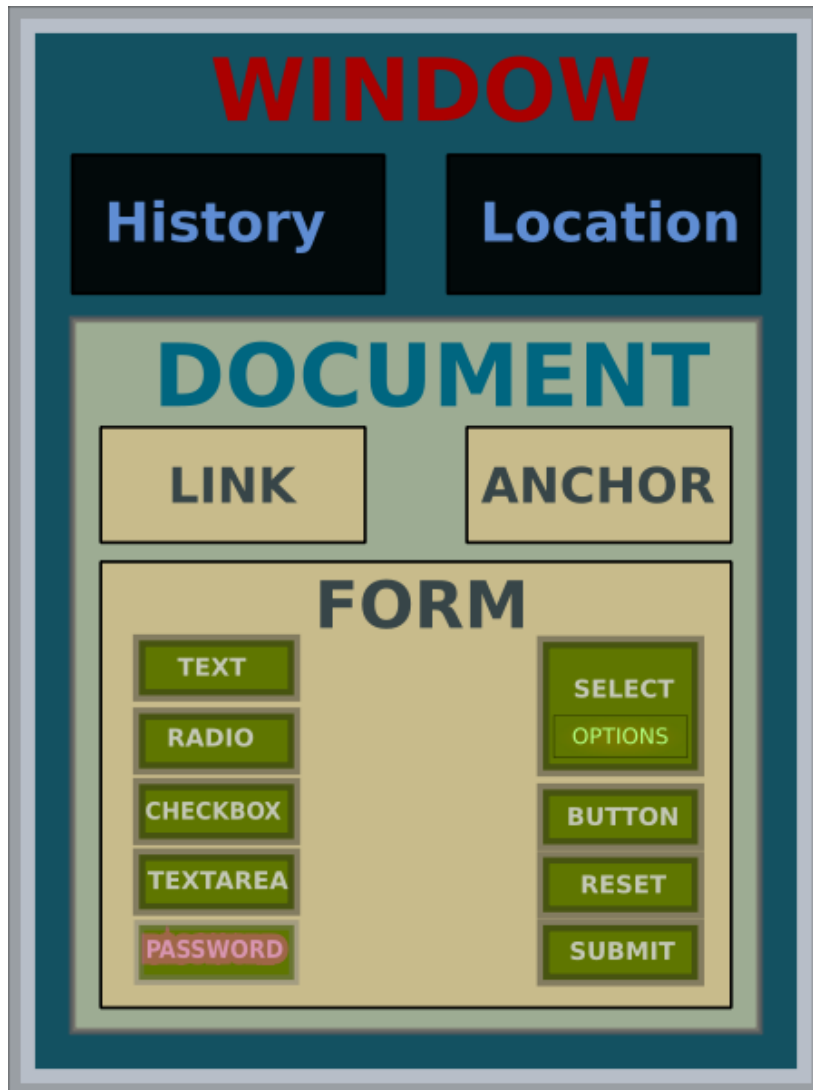 WINDOW
History
Location
DOCUMENT
LINK
ANCHOR
FORM
TEXT
RADIO
CHECKBOX
TEXTAREA
PASSWORD
SELECT
OPTIONS
BUTTON
RESET
SUBMIT